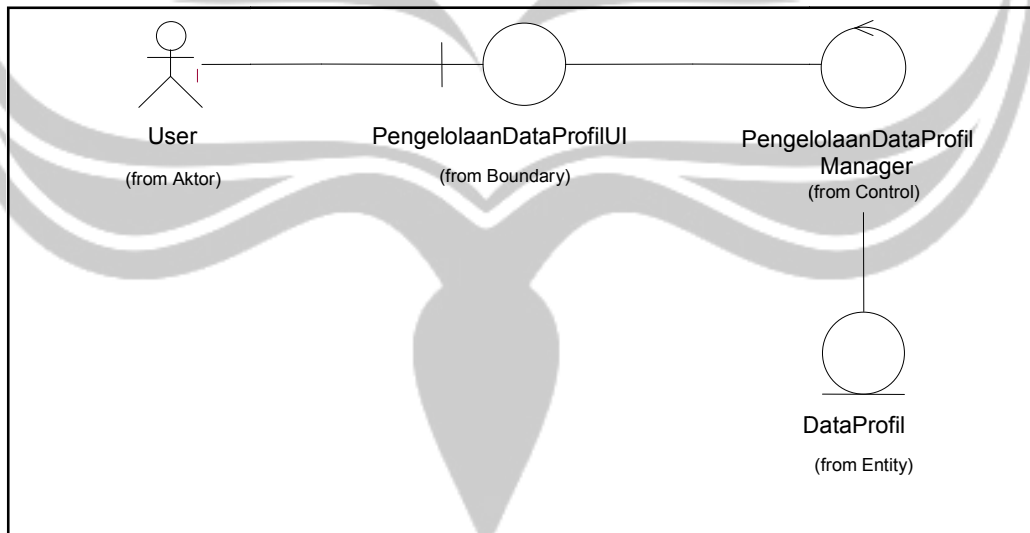 User
(from Aktor)
PengelolaanDataProfilUI
(from Boundary)
PengelolaanDataProfil
Manager
(from Control)
DataProfil
(from Entity)